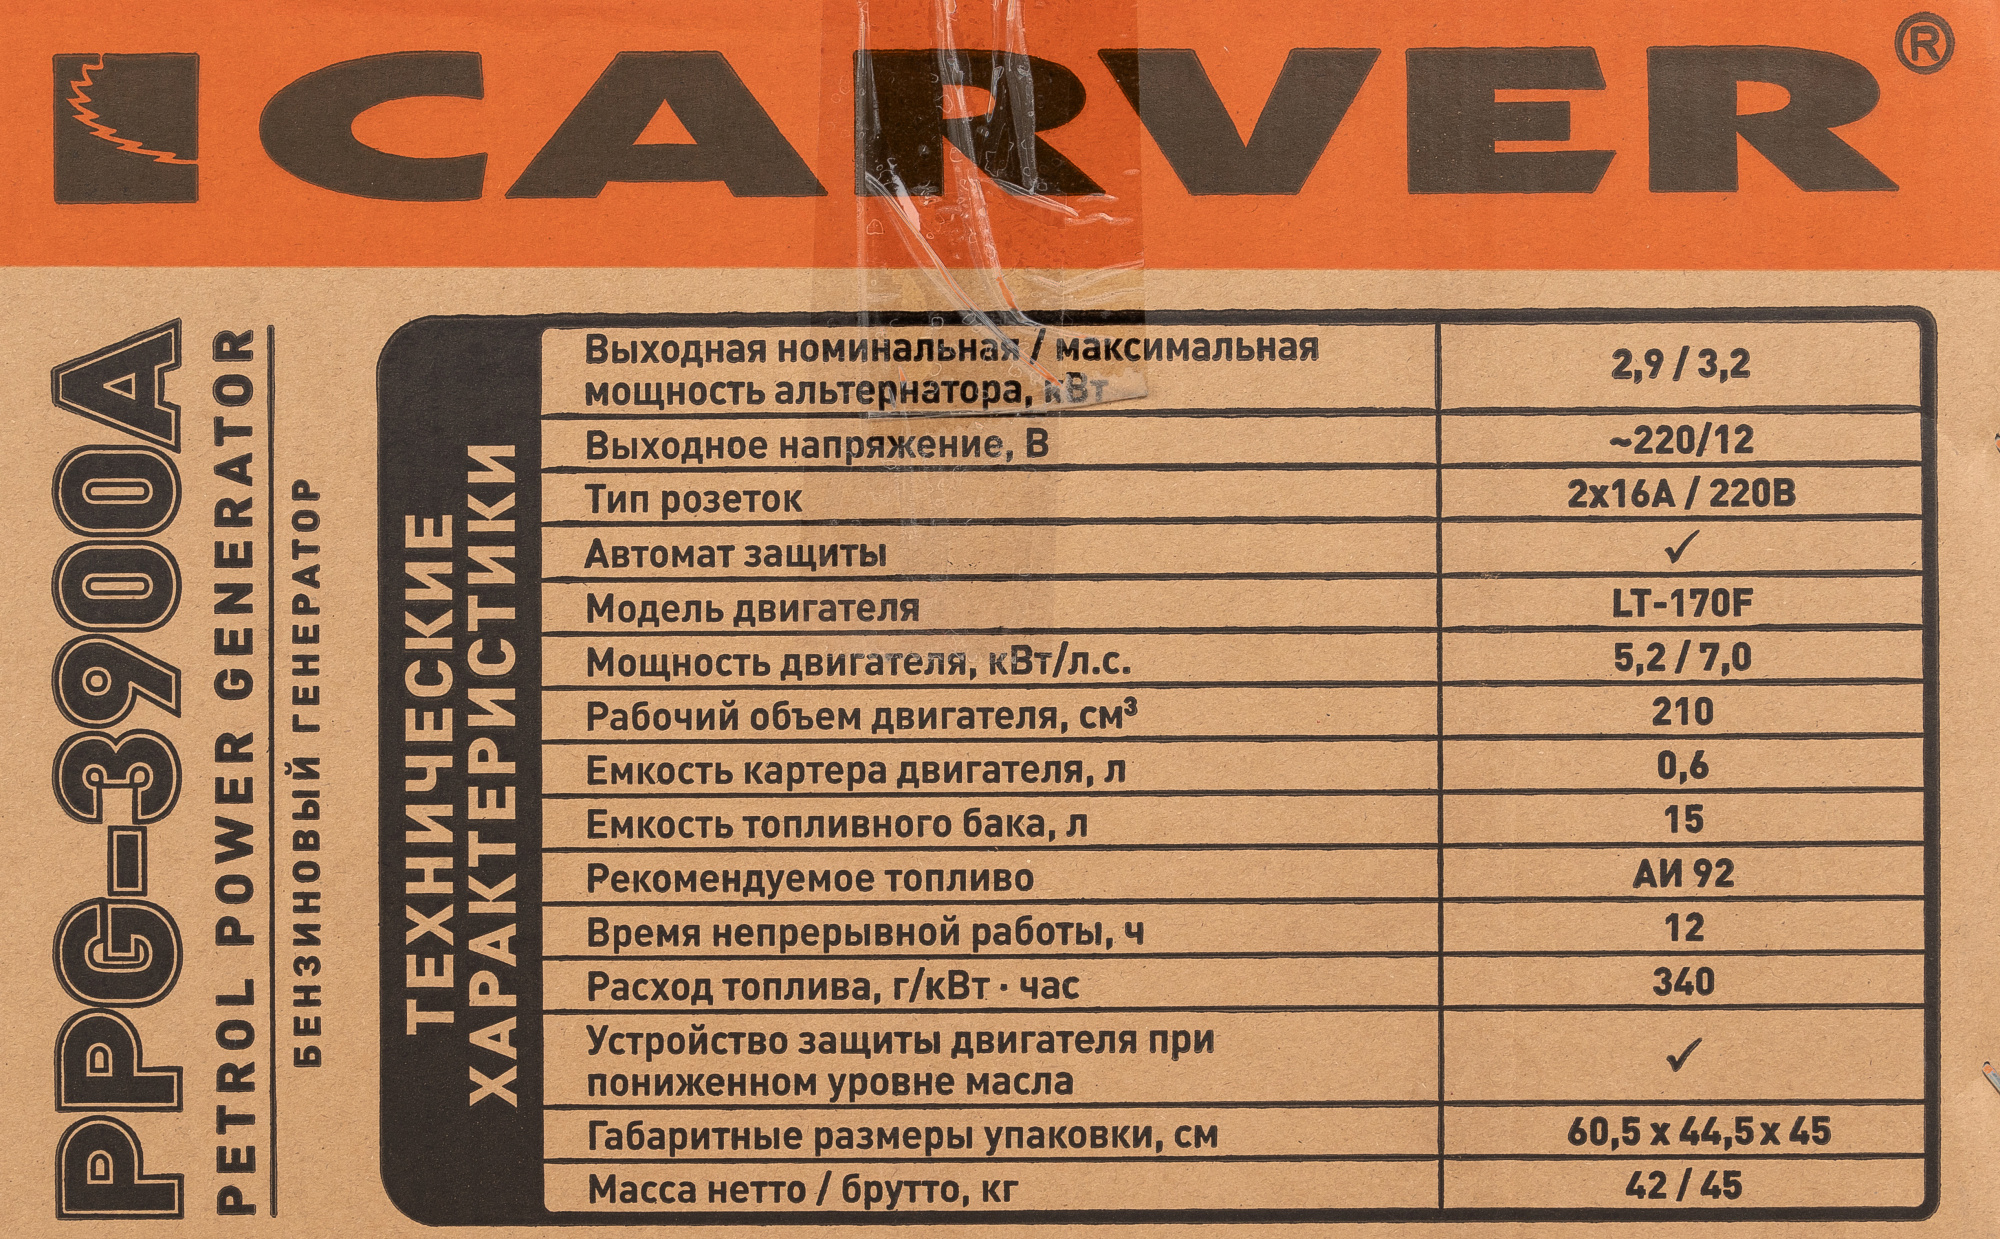 CARVER®
PPG-3900A
PETROL POWER GENERATOR
БЕНЗИНОВЫЙ ГЕНЕРАТОР
ТЕХНИЧЕСКИЕ
ХАРАКТЕРИСТИКИ
Выходная номинальная / максимальная
мощность альтернатора, кВт
2,9 / 3,2
Выходное напряжение, В
~220/12
Тип розеток
2х16А / 220В
Автомат защиты
✓
Модель двигателя
LT-170F
Мощность двигателя, кВт/л.с.
5,2 / 7,0
Рабочий объем двигателя, см³
210
Емкость картера двигателя, л
0,6
Емкость топливного бака, л
15
Рекомендуемое топливо
АИ 92
Время непрерывной работы, ч
12
Расход топлива, г/кВт · час
340
Устройство защиты двигателя при
пониженном уровне масла
✓
Габаритные размеры упаковки, см
60,5 х 44,5 х 45
Масса нетто / брутто, кг
42 / 45